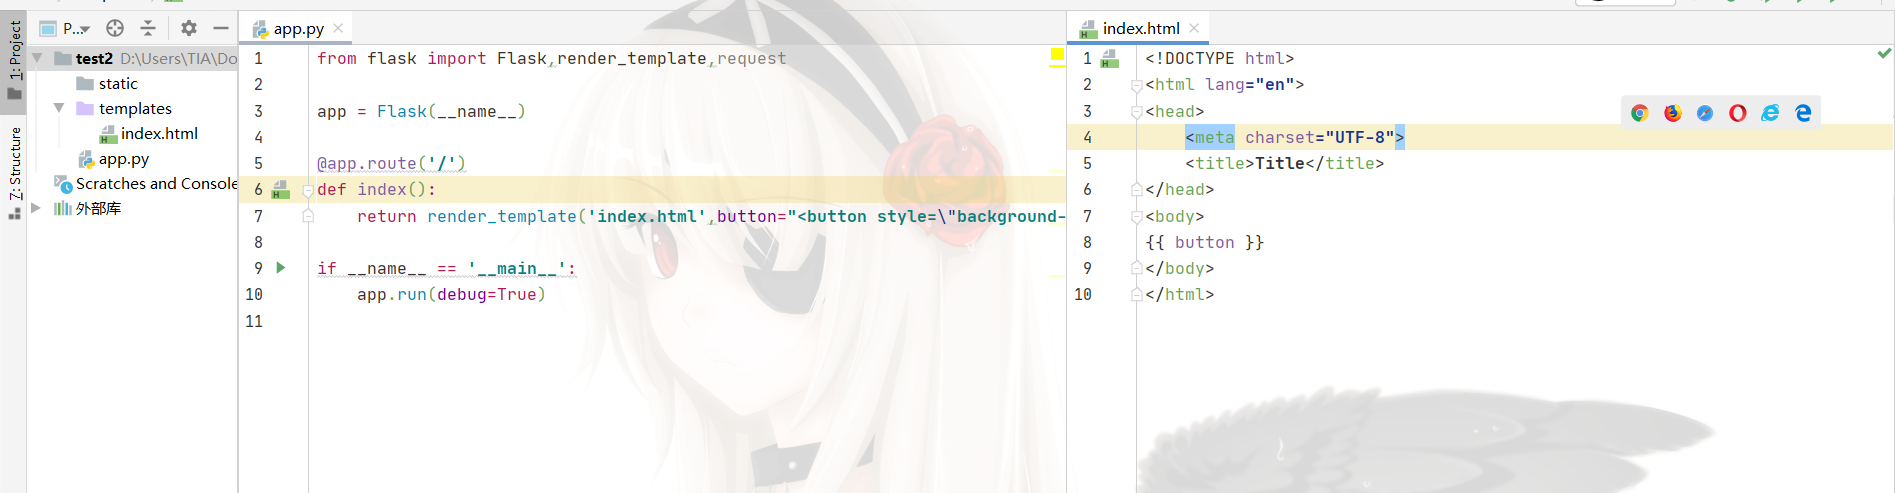 P...
1: Project
7: Structure
test2 D:\Users\TIA\Do
static
templates
index.html
app.py
Scratches and Console
外部库
app.py
1 from flask import Flask,render_template,request
2
3 app = Flask(__name__)
4
5 @app.route('/')
6 def index():
7 return render_template('index.html',button="<button style=\"background-
8
9 if __name__ == '__main__':
10 app.run(debug=True)
11
index.html
1 <!DOCTYPE html>
2 <html lang="en">
3 <head>
4 <meta charset="UTF-8">
5 <title>Title</title>
6 </head>
7 <body>
8 {{ button }}
9 </body>
10 </html>